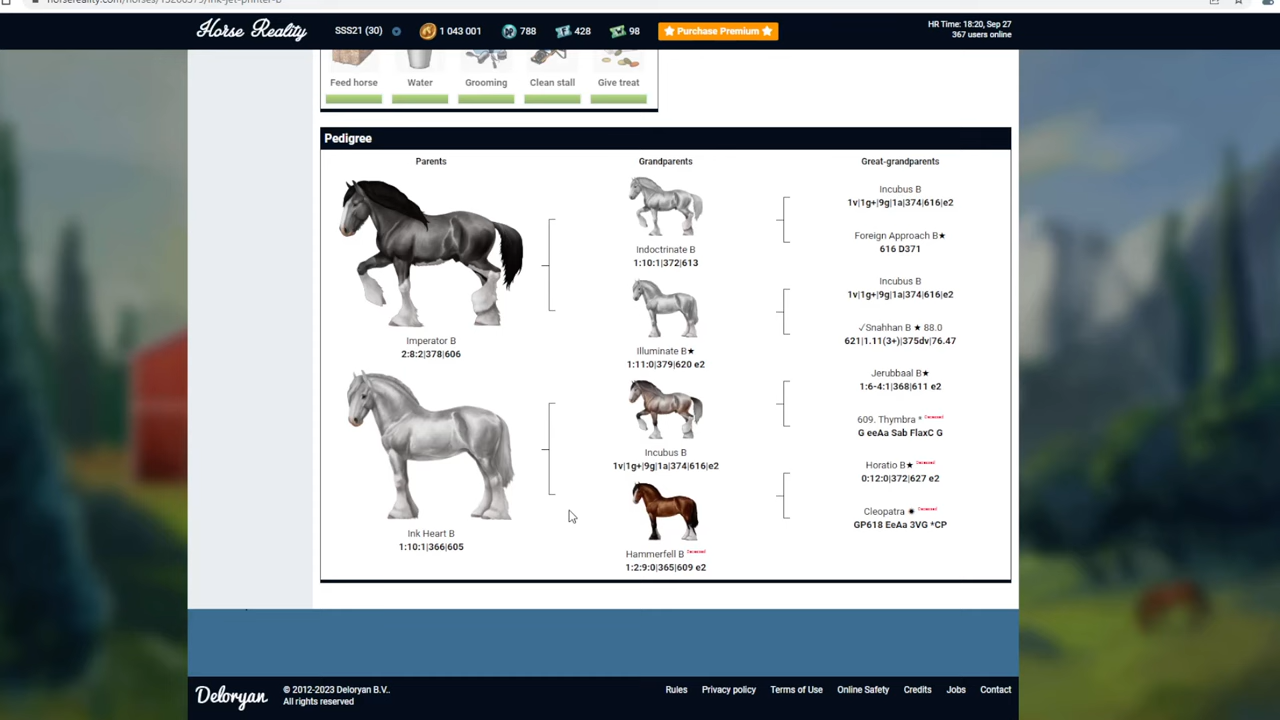 Horse Reality
SSS21 (30)
1 043 001
788
428
98
★ Purchase Premium ★
HR Time: 18:20, Sep 27
367 users online
Feed horse
Water
Grooming
Clean stall
Give treat
Pedigree
Parents
Grandparents
Great-grandparents
Imperator B
2:8:2|378|606
Ink Heart B
1:10:1|366|605
Indoctrinate B
1:10:1|372|613
Illuminate B★
1:11:0|379|620 e2
Incubus B
1v|1g+|9g|1a|374|616|e2
Hammerfell B Deceased
1:2:9:0|365|609 e2
Incubus B
1v|1g+|9g|1a|374|616|e2
Foreign Approach B★
616 D371
Incubus B
1v|1g+|9g|1a|374|616|e2
✓Snahhan B ★ 88.0
621|1.11(3+)|375dv|76.47
Jerubbaal B★
1:6-4:1|368|611 e2
609. Thymbra * Deceased
G eeAa Sab FlaxC G
Horatio B★ Deceased
0:12:0|372|627 e2
Cleopatra ✷ Deceased
GP618 EeAa 3VG *CP
Deloryan
© 2012-2023 Deloryan B.V..
All rights reserved
Rules
Privacy policy
Terms of Use
Online Safety
Credits
Jobs
Contact